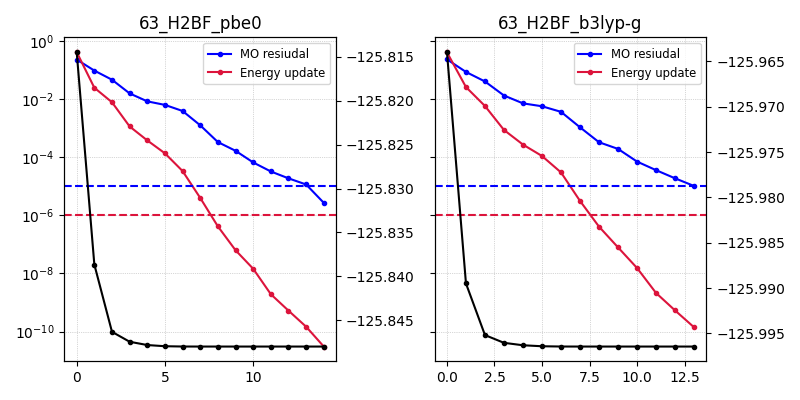 63_H2BF_pbe0
63_H2BF_b3lyp-g
MO resiudal
Energy update
MO resiudal
Energy update
10⁰
10⁻²
10⁻⁴
10⁻⁶
10⁻⁸
10⁻¹⁰
−125.815
−125.820
−125.825
−125.830
−125.835
−125.840
−125.845
−125.965
−125.970
−125.975
−125.980
−125.985
−125.990
−125.995
0 5 10
0.0 2.5 5.0 7.5 10.0 12.5